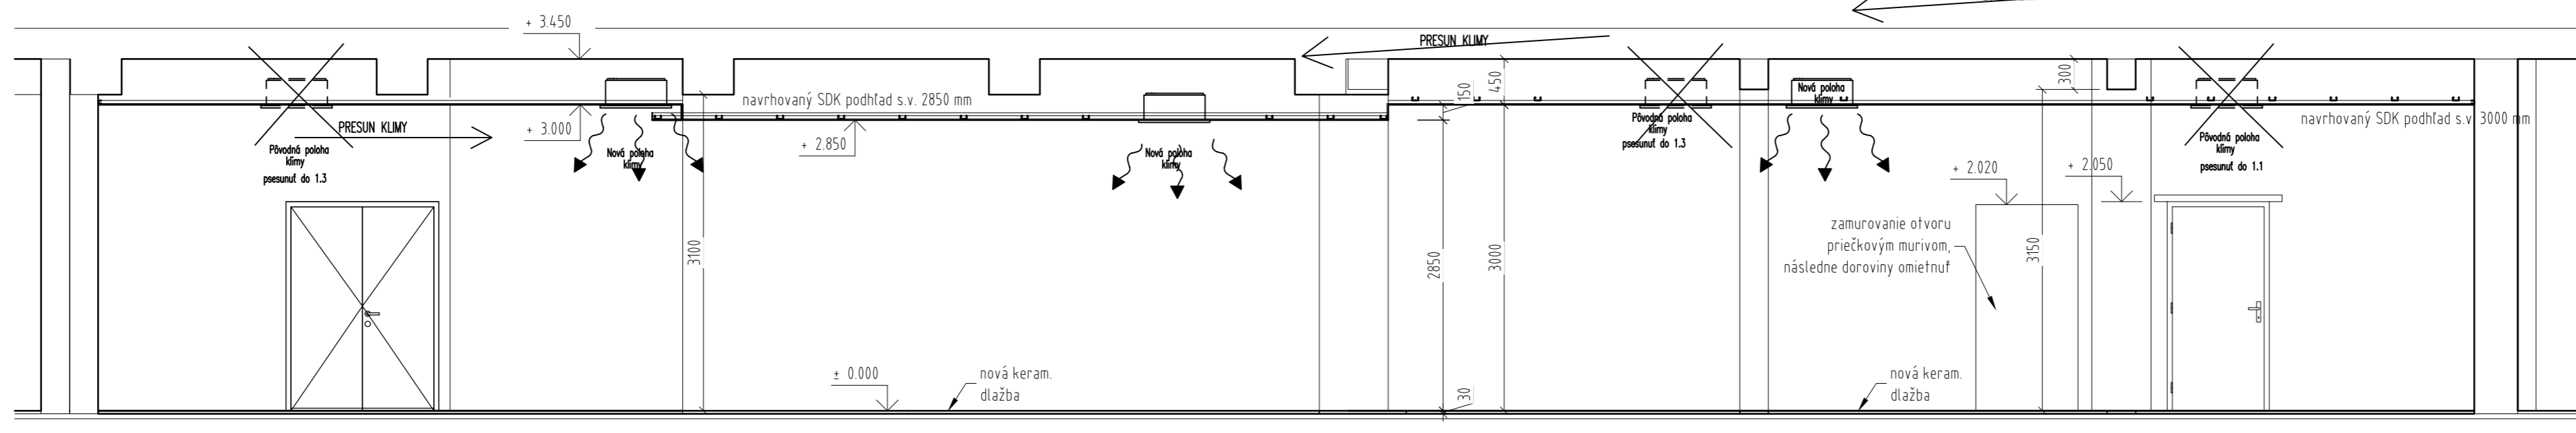 + 3.450
PRESUN KLIMY
450
150
300
Nová poloha
klimy
navrhovaný SDK podhľad s.v. 2850 mm
navrhovaný SDK podhľad s.v. 3000 mm
+ 3.000
PRESUN KLIMY
+ 2.850
Pôvodná poloha
klimy
psesunuť do 1.3
Nová poloha
klimy
Nová poloha
klimy
Pôvodná poloha
klimy
psesunuť do 1.3
Pôvodná poloha
klimy
psesunuť do 1.1
+ 2.020
+ 2.050
zamurovanie otvoru
priečkovým murivom,
následne doroviny omietnuť
3100
2850
3000
3150
± 0.000
nová keram.
dlažba
30
nová keram.
dlažba